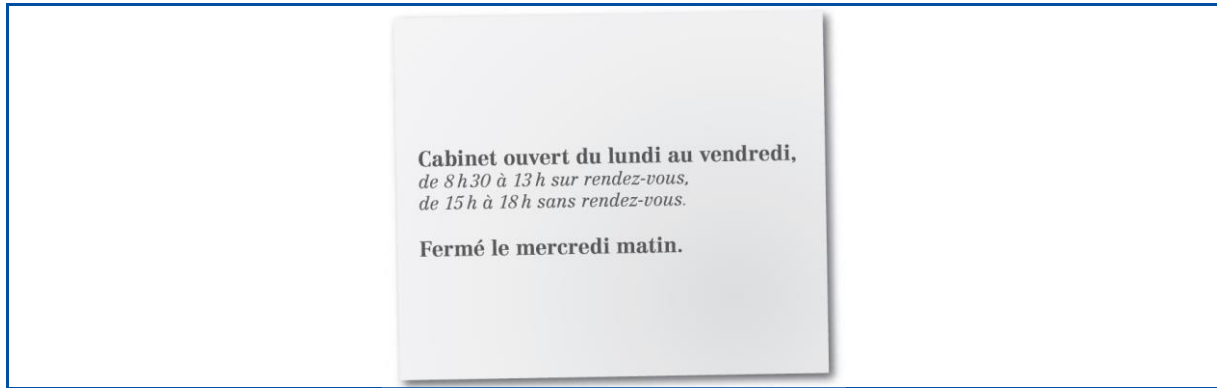 Cabinet ouvert du lundi au vendredi,
de 8 h 30 à 13 h sur rendez-vous,
de 15 h à 18 h sans rendez-vous.
Fermé le mercredi matin.